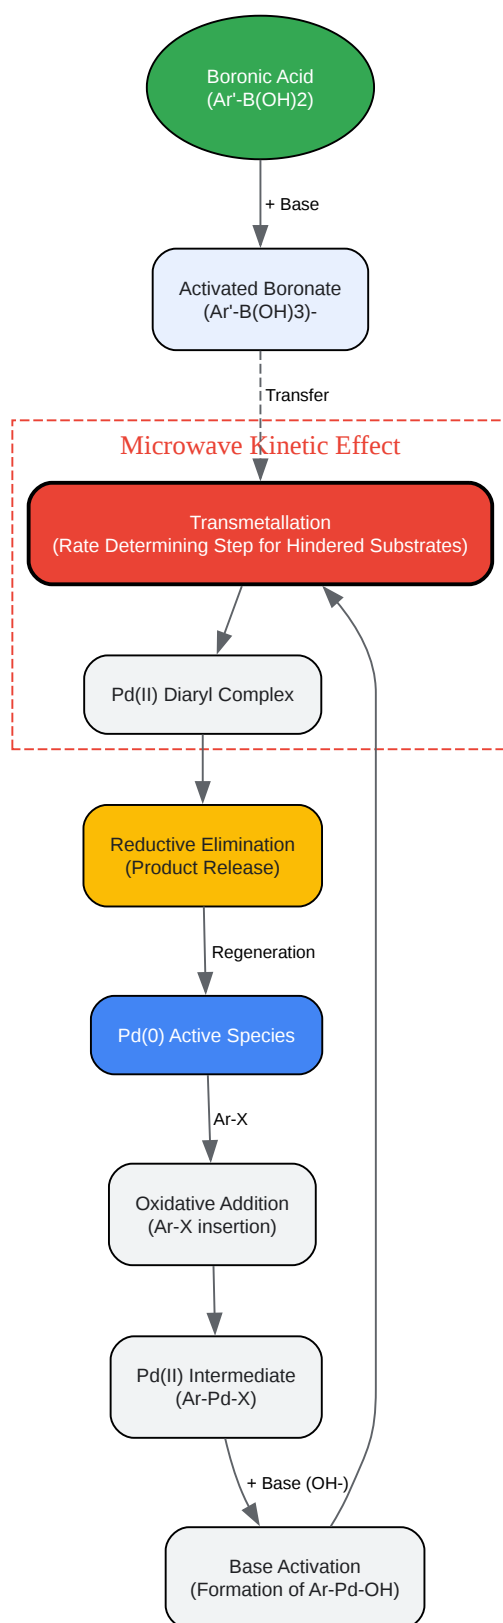 Boronic Acid
(Ar'-B(OH)2)
+ Base
Activated Boronate
(Ar'-B(OH)3)-
Transfer
Microwave Kinetic Effect
Transmetallation
(Rate Determining Step for Hindered Substrates)
Pd(II) Diaryl Complex
Reductive Elimination
(Product Release)
Regeneration
Pd(0) Active Species
Ar-X
Oxidative Addition
(Ar-X insertion)
Pd(II) Intermediate
(Ar-Pd-X)
+ Base (OH-)
Base Activation
(Formation of Ar-Pd-OH)